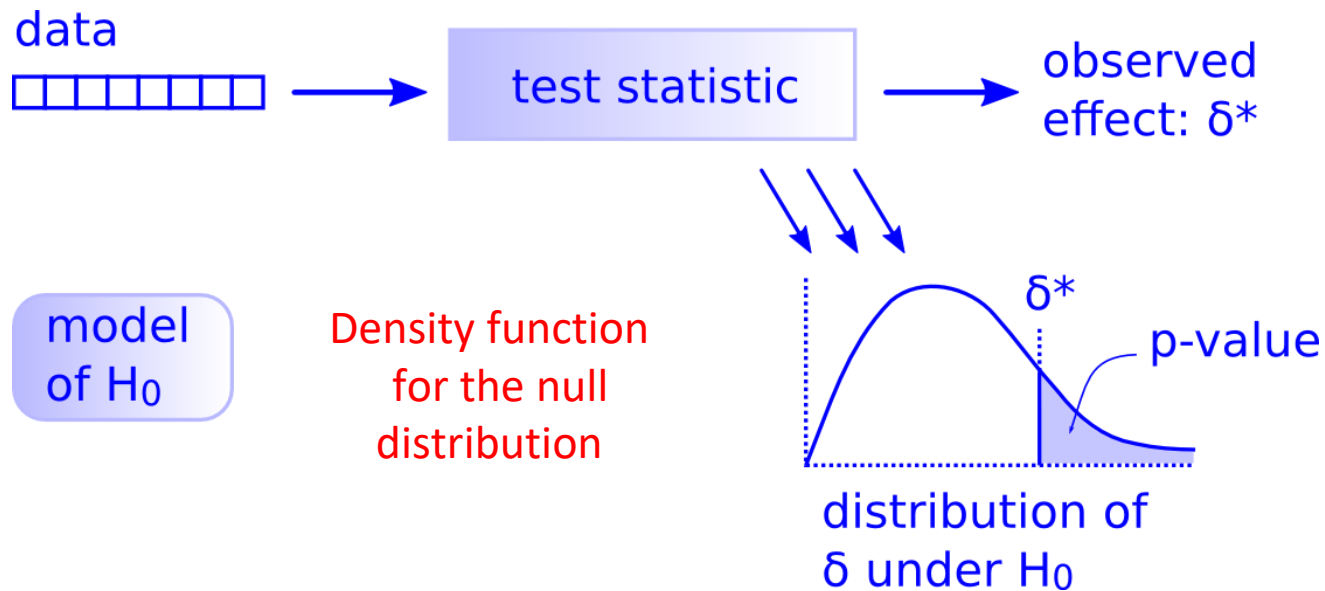 data
test statistic
observed
effect: δ*
model
of H₀
Density function
for the null
distribution
δ*
p-value
distribution of
δ under H₀